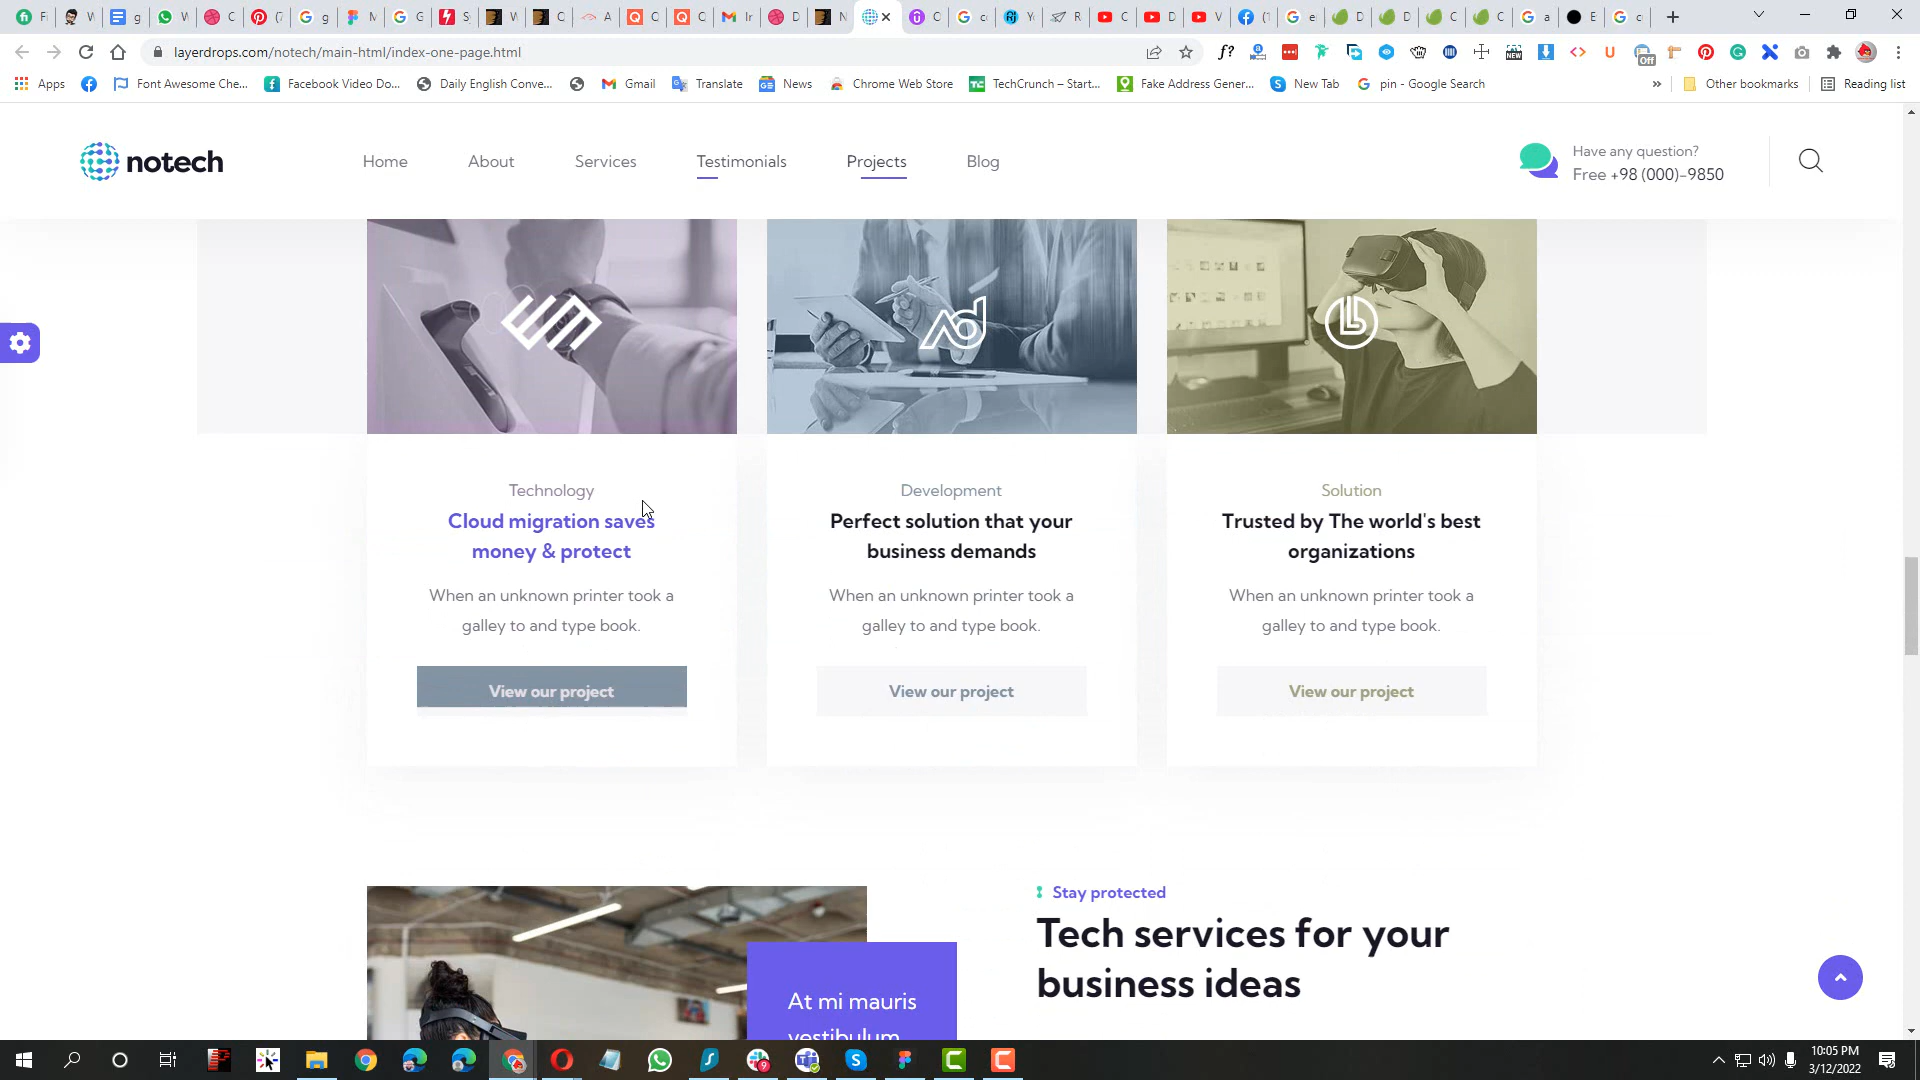 layerdrops.com/notech/main-html/index-one-page.html
Off
Apps
Font Awesome Che...
Facebook Video Do...
Daily English Conve...
Gmail
Translate
News
Chrome Web Store
TechCrunch – Start...
Fake Address Gener...
New Tab
pin - Google Search
Other bookmarks
Reading list
notech
Home
About
Services
Testimonials
Projects
Blog
Have any question?
Free +98 (000)-9850
Technology
Cloud migration saves
money & protect
When an unknown printer took a
galley to and type book.
View our project
Development
Perfect solution that your
business demands
When an unknown printer took a
galley to and type book.
View our project
Solution
Trusted by The world's best
organizations
When an unknown printer took a
galley to and type book.
View our project
At mi mauris
vestibulum
Stay protected
Tech services for your
business ideas
10:05 PM
3/12/2022